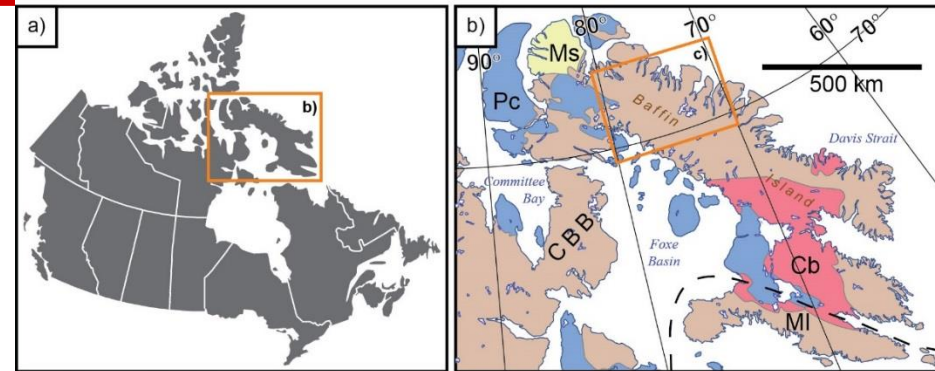 a)
b)
b)
90°
80°
70°
60°
70°
c)
Ms
Pc
500 km
Baffin
Davis Strait
Island
Committee
Bay
CBB
Foxe
Basin
Cb
MI